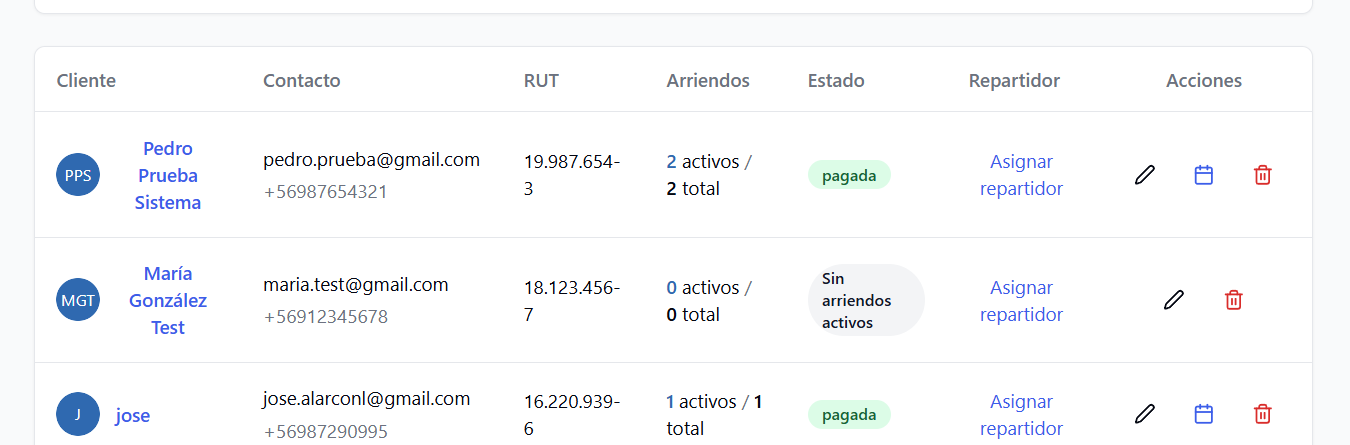 Cliente Contacto RUT Arriendos Estado Repartidor Acciones
PPS
Pedro
Prueba
Sistema
pedro.prueba@gmail.com
+56987654321
19.987.654-
3
2 activos /
2 total
pagada
Asignar
repartidor
MGT
María
González
Test
maria.test@gmail.com
+56912345678
18.123.456-
7
0 activos /
0 total
Sin
arriendos
activos
Asignar
repartidor
J
jose
jose.alarconl@gmail.com
+56987290995
16.220.939-
6
1 activos / 1
total
pagada
Asignar
repartidor